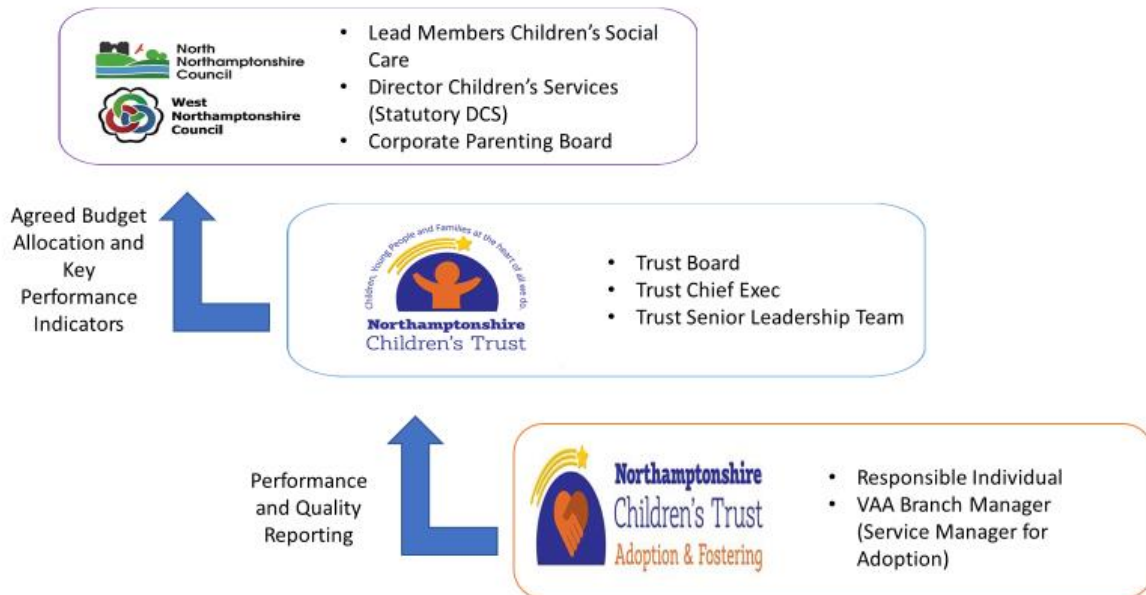 North
Northamptonshire
Council
West
Northamptonshire
Council
• Lead Members Children's Social
Care
• Director Children's Services
(Statutory DCS)
• Corporate Parenting Board
Agreed Budget
Allocation and
Key
Performance
Indicators
Children, Young People and Families at the heart of all we do.
Northamptonshire
Children's Trust
• Trust Board
• Trust Chief Exec
• Trust Senior Leadership Team
Performance
and Quality
Reporting
Northamptonshire
Children's Trust
Adoption & Fostering
• Responsible Individual
• VAA Branch Manager
(Service Manager for
Adoption)